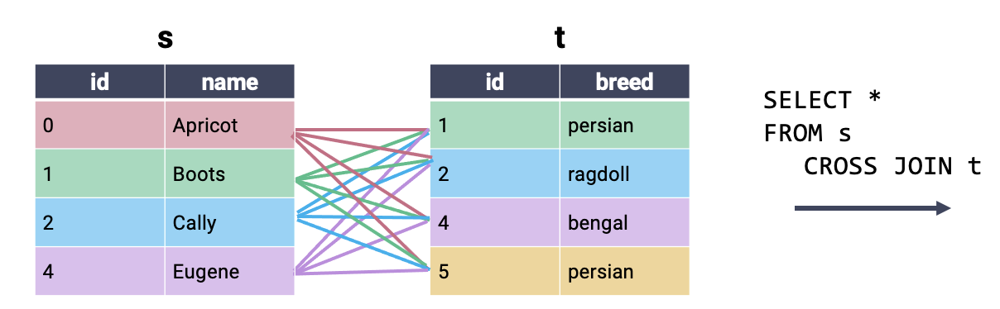 s
id name
0 Apricot
1 Boots
2 Cally
4 Eugene
t
id breed
1 persian
2 ragdoll
4 bengal
5 persian
SELECT *
FROM s
CROSS JOIN t